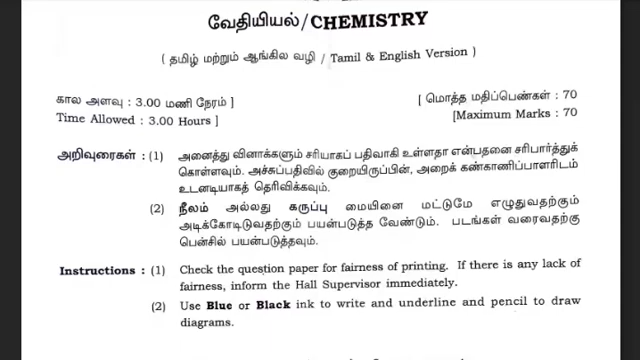 வேதியியல்/CHEMISTRY
( தமிழ் மற்றும் ஆங்கில வழி / Tamil & English Version )
கால அளவு : 3.00 மணி நேரம் ] [ மொத்த மதிப்பெண்கள் : 70
Time Allowed : 3.00 Hours ] [Maximum Marks : 70
அறிவுரைகள் : (1) அனைத்து வினாக்களும் சரியாகப் பதிவாகி உள்ளதா என்பதனை சரிபார்த்துக்
கொள்ளவும். அச்சுப்பதிவில் குறையிருப்பின், அறைக் கண்காணிப்பாளரிடம்
உடனடியாகத் தெரிவிக்கவும்.
(2) நீலம் அல்லது கருப்பு மையினை மட்டுமே எழுதுவதற்கும்
அடிக்கோடிடுவதற்கும் பயன்படுத்த வேண்டும். படங்கள் வரைவதற்கு
பென்சில் பயன்படுத்தவும்.
Instructions : (1) Check the question paper for fairness of printing. If there is any lack of
fairness, inform the Hall Supervisor immediately.
(2) Use Blue or Black ink to write and underline and pencil to draw
diagrams.